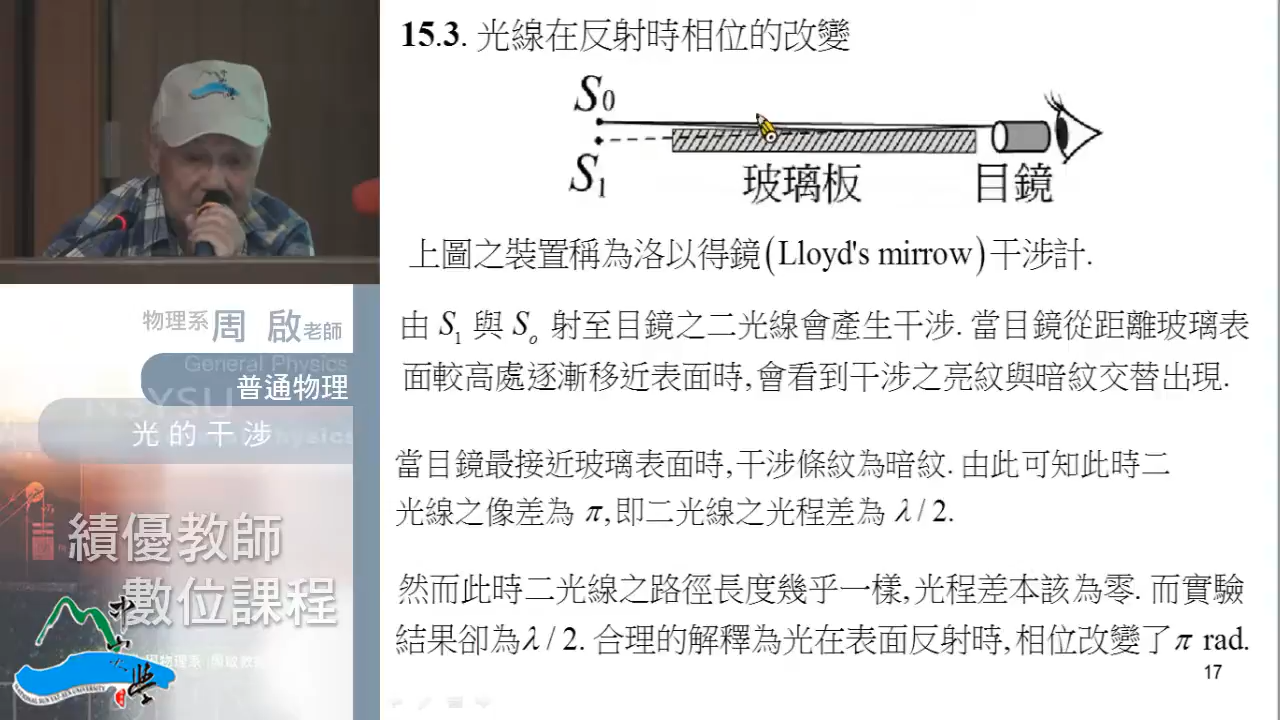 15.3. 光線在反射時相位的改變
S0
S1
玻璃板
目鏡
上圖之裝置稱為洛以得鏡(Lloyd's mirrow)干涉計.
由 S1 與 So 射至目鏡之二光線會產生干涉. 當目鏡從距離玻璃表
面較高處逐漸移近表面時,會看到干涉之亮紋與暗紋交替出現.
當目鏡最接近玻璃表面時,干涉條紋為暗紋. 由此可知此時二
光線之像差為 π,即二光線之光程差為 λ / 2.
然而此時二光線之路徑長度幾乎一樣,光程差本該為零. 而實驗
結果卻為λ / 2. 合理的解釋為光在表面反射時,相位改變了π rad.
17
物理系 周 啟 老師
General Physics
普通物理
NSYSU
光的干涉
績優教師
數位課程
中山大學
NATIONAL SUN YAT-SEN UNIVERSITY